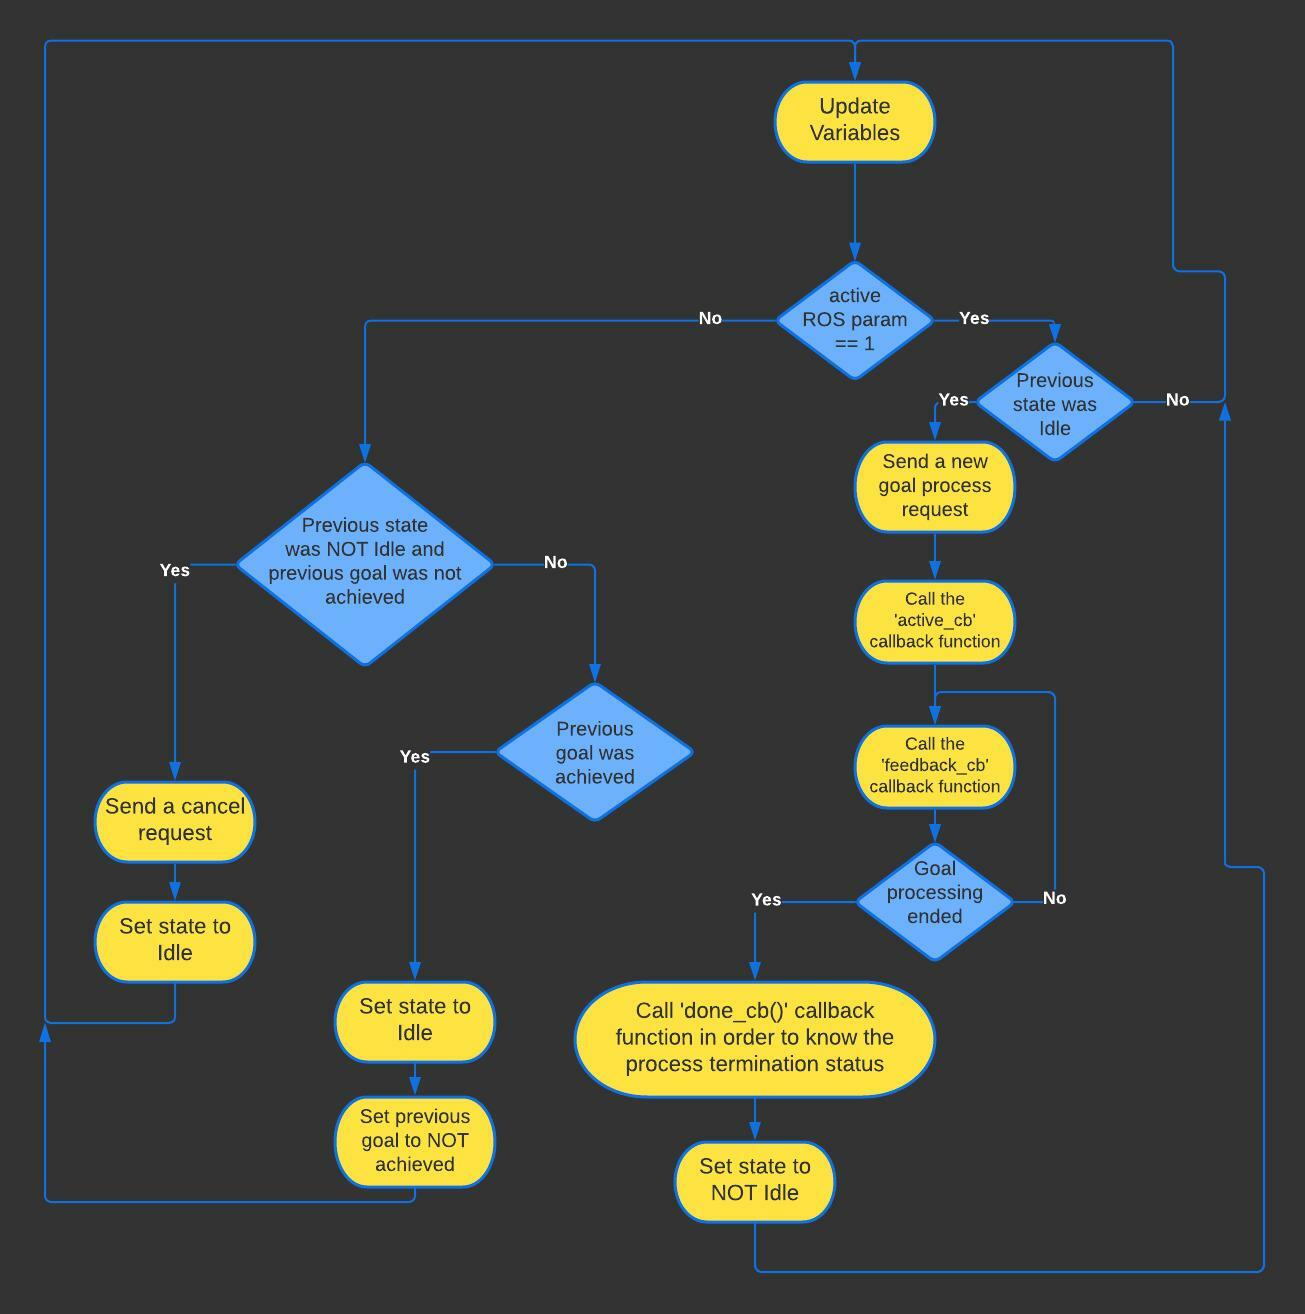 Update
Variables
active
ROS param
== 1
No
Yes
Previous
state was
Idle
Yes
No
Send a new
goal process
request
Call the
'active_cb'
callback function
Call the
'feedback_cb'
callback function
Goal
processing
ended
No
Yes
Call 'done_cb()' callback
function in order to know the
process termination status
Set state to
NOT Idle
Previous state
was NOT Idle and
previous goal was not
achieved
Yes
No
Send a cancel
request
Set state to
Idle
Previous
goal was
achieved
Yes
Set state to
Idle
Set previous
goal to NOT
achieved